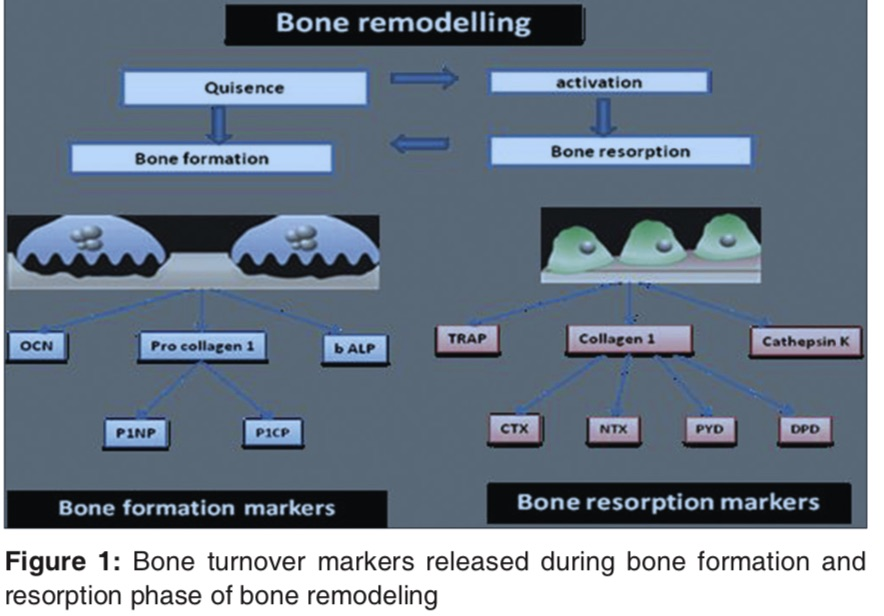 Bone remodelling
Quisence
activation
Bone formation
Bone resorption
OCN
Pro collagen 1
b ALP
TRAP
Collagen 1
Cathepsin K
P1NP
P1CP
CTX
NTX
PYD
DPD
Bone formation markers
Bone resorption markers
Figure 1: Bone turnover markers released during bone formation and
resorption phase of bone remodeling